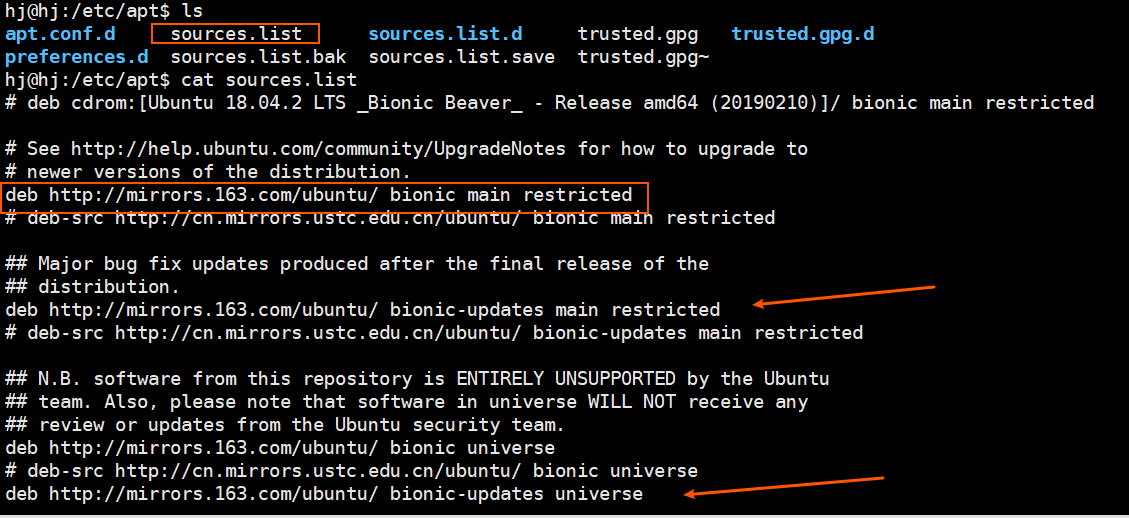 hj@hj:/etc/apt$ ls
apt.conf.d sources.list sources.list.d trusted.gpg trusted.gpg.d
preferences.d sources.list.bak sources.list.save trusted.gpg~
hj@hj:/etc/apt$ cat sources.list
# deb cdrom:[Ubuntu 18.04.2 LTS _Bionic Beaver_ - Release amd64 (20190210)]/ bionic main restricted
# See http://help.ubuntu.com/community/UpgradeNotes for how to upgrade to
# newer versions of the distribution.
deb http://mirrors.163.com/ubuntu/ bionic main restricted
# deb-src http://cn.mirrors.ustc.edu.cn/ubuntu/ bionic main restricted
## Major bug fix updates produced after the final release of the
## distribution.
deb http://mirrors.163.com/ubuntu/ bionic-updates main restricted
# deb-src http://cn.mirrors.ustc.edu.cn/ubuntu/ bionic-updates main restricted
## N.B. software from this repository is ENTIRELY UNSUPPORTED by the Ubuntu
## team. Also, please note that software in universe WILL NOT receive any
## review or updates from the Ubuntu security team.
deb http://mirrors.163.com/ubuntu/ bionic universe
# deb-src http://cn.mirrors.ustc.edu.cn/ubuntu/ bionic universe
deb http://mirrors.163.com/ubuntu/ bionic-updates universe